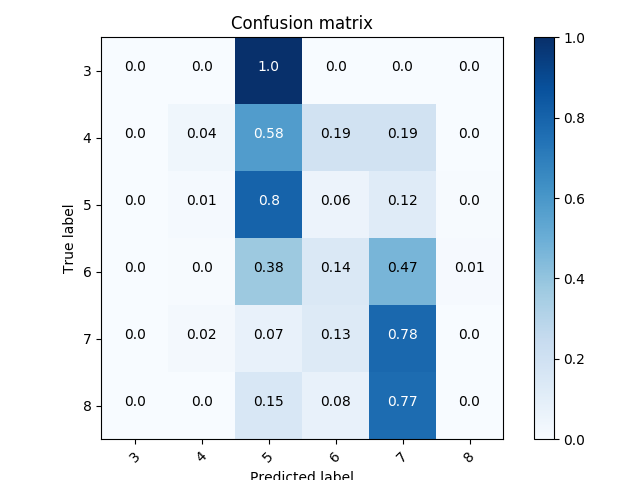 Confusion matrix
3 0.0 0.0 1.0 0.0 0.0 0.0
4 0.0 0.04 0.58 0.19 0.19 0.0
5 0.0 0.01 0.8 0.06 0.12 0.0
6 0.0 0.0 0.38 0.14 0.47 0.01
7 0.0 0.02 0.07 0.13 0.78 0.0
8 0.0 0.0 0.15 0.08 0.77 0.0
3 4 5 6 7 8
True label
Predicted label
1.0
0.8
0.6
0.4
0.2
0.0